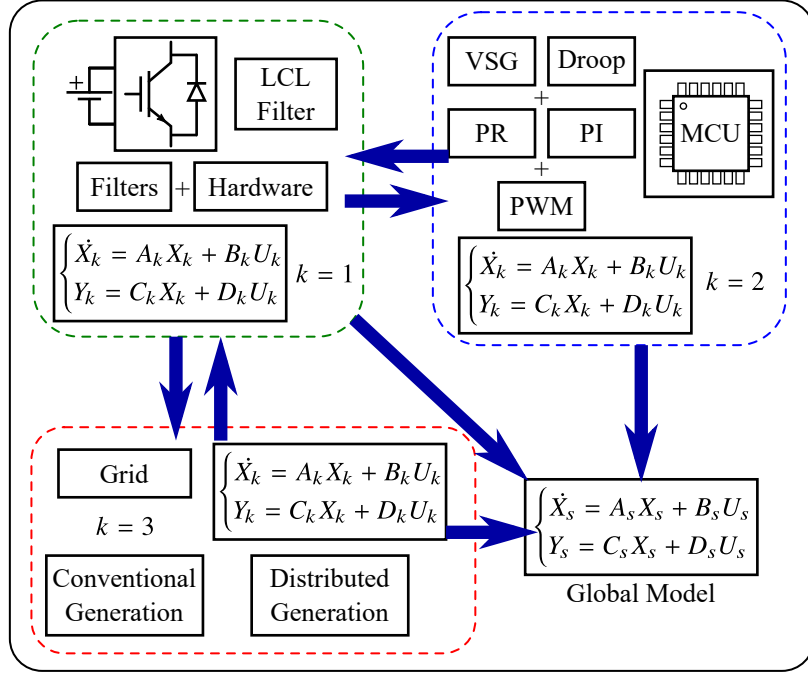 LCL
Filter
Filters + Hardware
Ẋ_k = A_k X_k + B_k U_k
Y_k = C_k X_k + D_k U_k
k = 1
VSG
Droop
+
PR
PI
+
PWM
MCU
Ẋ_k = A_k X_k + B_k U_k
Y_k = C_k X_k + D_k U_k
k = 2
Grid
k = 3
Ẋ_k = A_k X_k + B_k U_k
Y_k = C_k X_k + D_k U_k
Conventional
Generation
Distributed
Generation
Ẋ_s = A_s X_s + B_s U_s
Y_s = C_s X_s + D_s U_s
Global Model